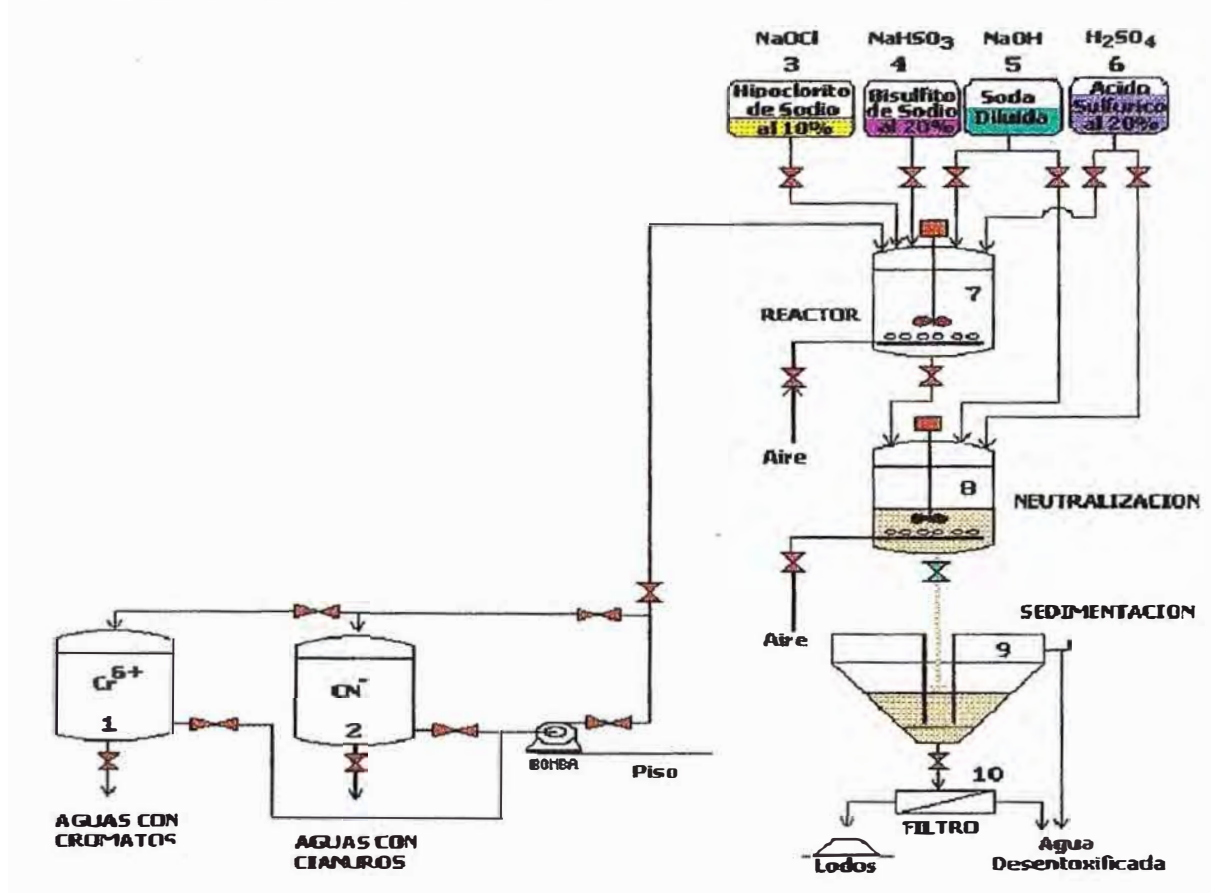 NaOCl NaHSO3 NaOH H2SO4
3 4 5 6
Hipoclorito de Sodio al 10%
Bisulfito de Sodio al 20%
Soda Diluida
Acido Sulfurico al 20%
7
REACTOR
Aire
8
NEUTRALIZACION
Aire
SEDIMENTACION
9
Cr6+
1
CN-
2
BOMBA
Piso
10
FILTRO
AGUAS CON
CROMATOS
AGUAS CON
CIANUROS
Lodos
Agua
Desentoxificada